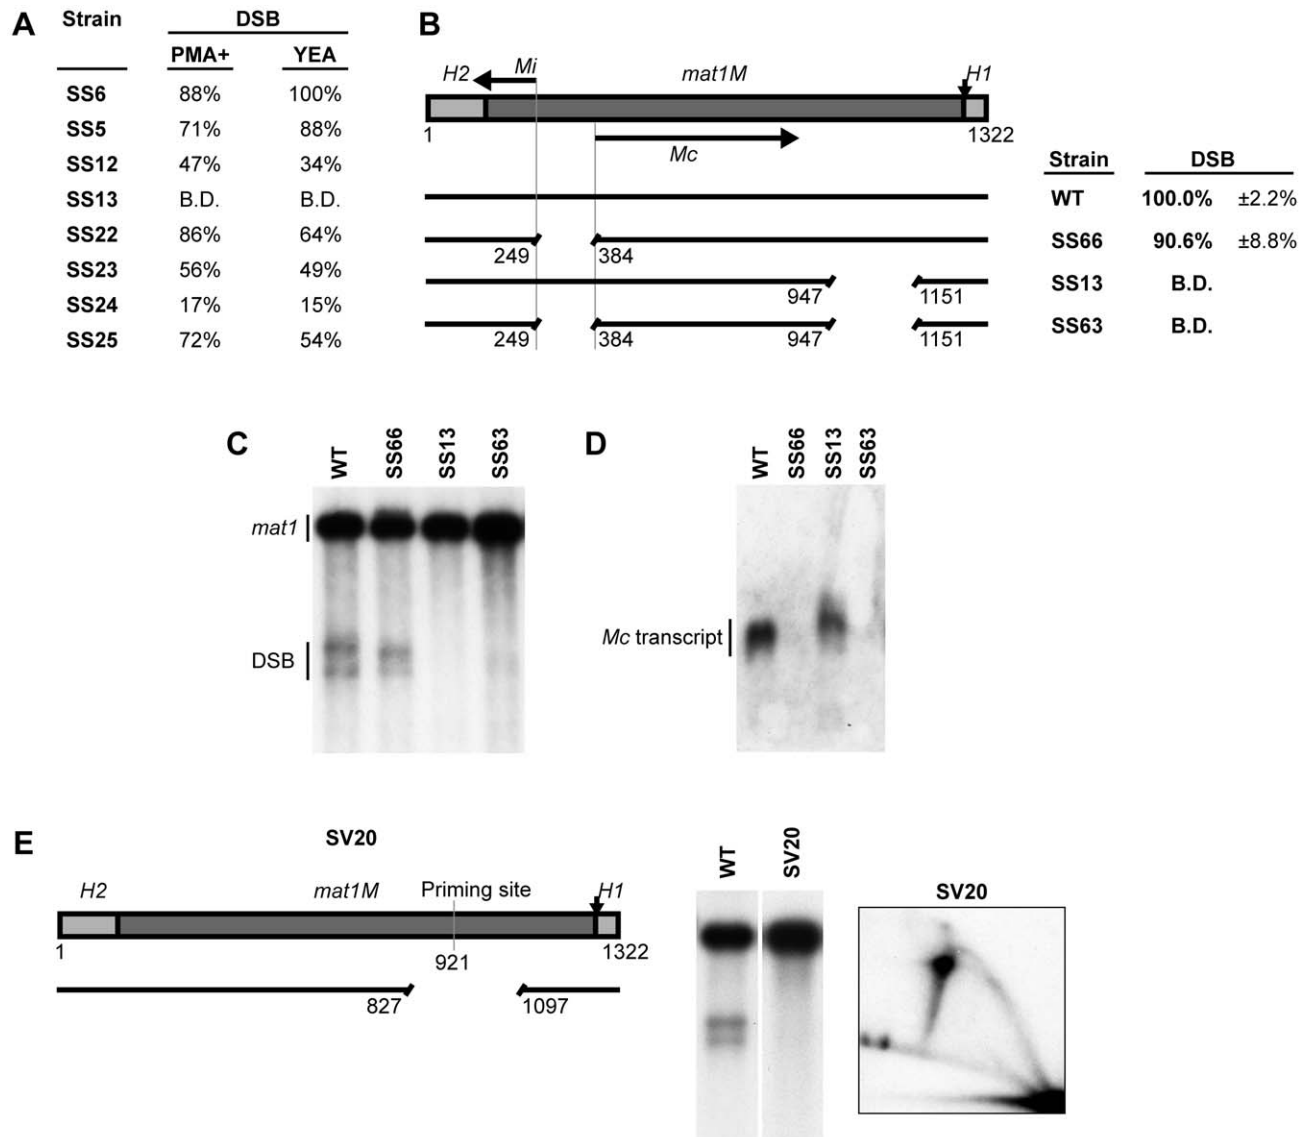 A
Strain DSB
PMA+ YEA
SS6 88% 100%
SS5 71% 88%
SS12 47% 34%
SS13 B.D. B.D.
SS22 86% 64%
SS23 56% 49%
SS24 17% 15%
SS25 72% 54%
B
H2 Mi mat1M H1
1 1322
Mc
249 384
947 1151
249 384 947 1151
Strain DSB
WT 100.0% ±2.2%
SS66 90.6% ±8.8%
SS13 B.D.
SS63 B.D.
C
WT SS66 SS13 SS63
mat1
DSB
D
WT SS66 SS13 SS63
Mc transcript
E
SV20
H2 mat1M Priming site H1
1 921 1322
827 1097
WT SV20
SV20